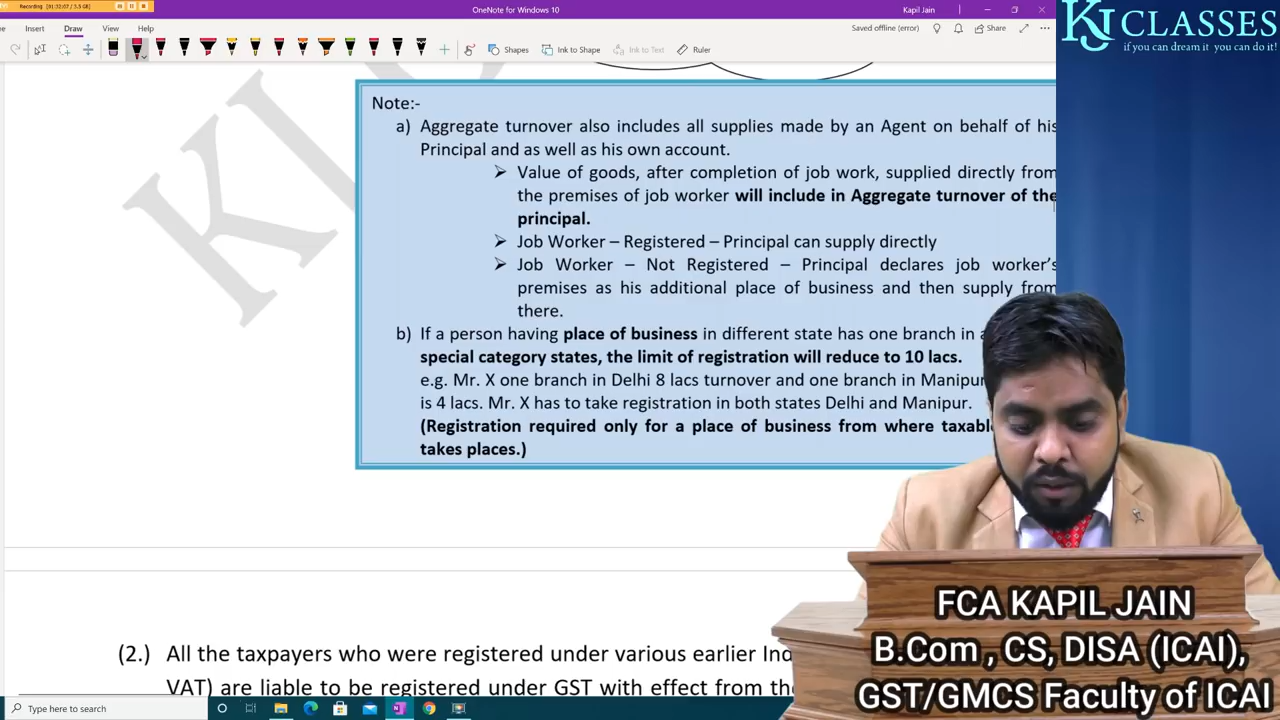 Recording [01:32:07 / 5.5 GB]
OneNote for Windows 10
Kapil Jain
Insert Draw View Help
Saved offline (error)
Share
Shapes
Ink to Shape
Ink to Text
Ruler
KJ CLASSES
if you can dream it you can do it!
Note:-
a) Aggregate turnover also includes all supplies made by an Agent on behalf of his
Principal and as well as his own account.
➢ Value of goods, after completion of job work, supplied directly from
the premises of job worker will include in Aggregate turnover of the
principal.
➢ Job Worker – Registered – Principal can supply directly
➢ Job Worker – Not Registered – Principal declares job worker's
premises as his additional place of business and then supply from
there.
b) If a person having place of business in different state has one branch in
special category states, the limit of registration will reduce to 10 lacs.
e.g. Mr. X one branch in Delhi 8 lacs turnover and one branch in Manipur
is 4 lacs. Mr. X has to take registration in both states Delhi and Manipur.
(Registration required only for a place of business from where
takes places.)
(2.) All the taxpayers who were registered under various earlier
VAT) are liable to be registered under GST with effect from
KJ
FCA KAPIL JAIN
B.Com , CS, DISA (ICAI),
GST/GMCS Faculty of ICAI
Type here to search